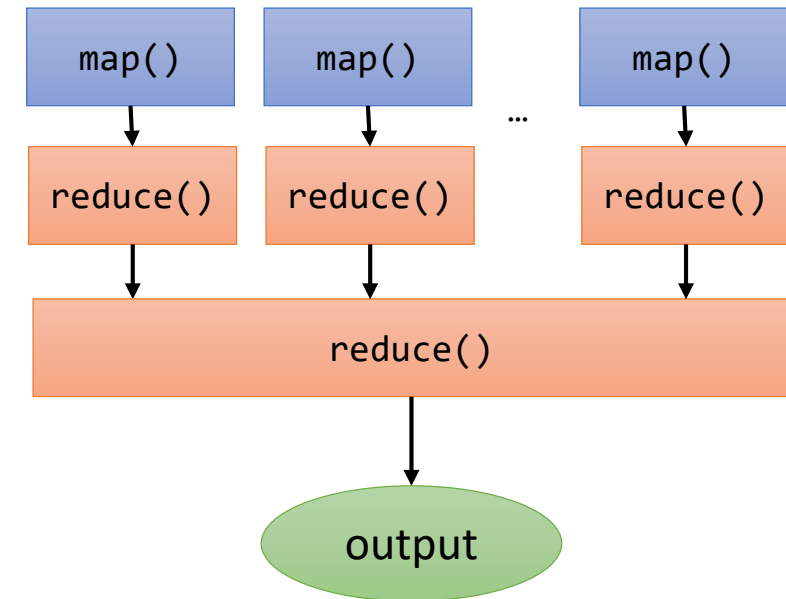 map()
map()
…
map()
reduce()
reduce()
reduce()
reduce()
output